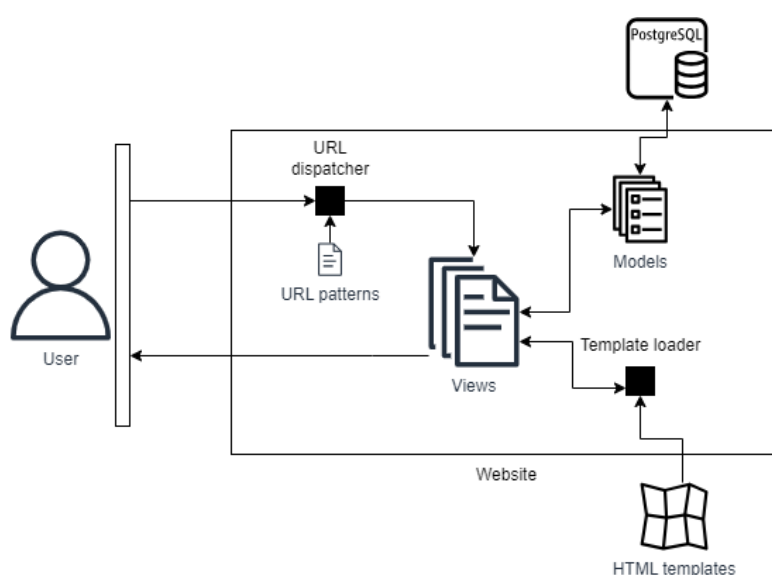 PostgreSQL
URL
dispatcher
URL patterns
Models
User
Template loader
Views
Website
HTML templates